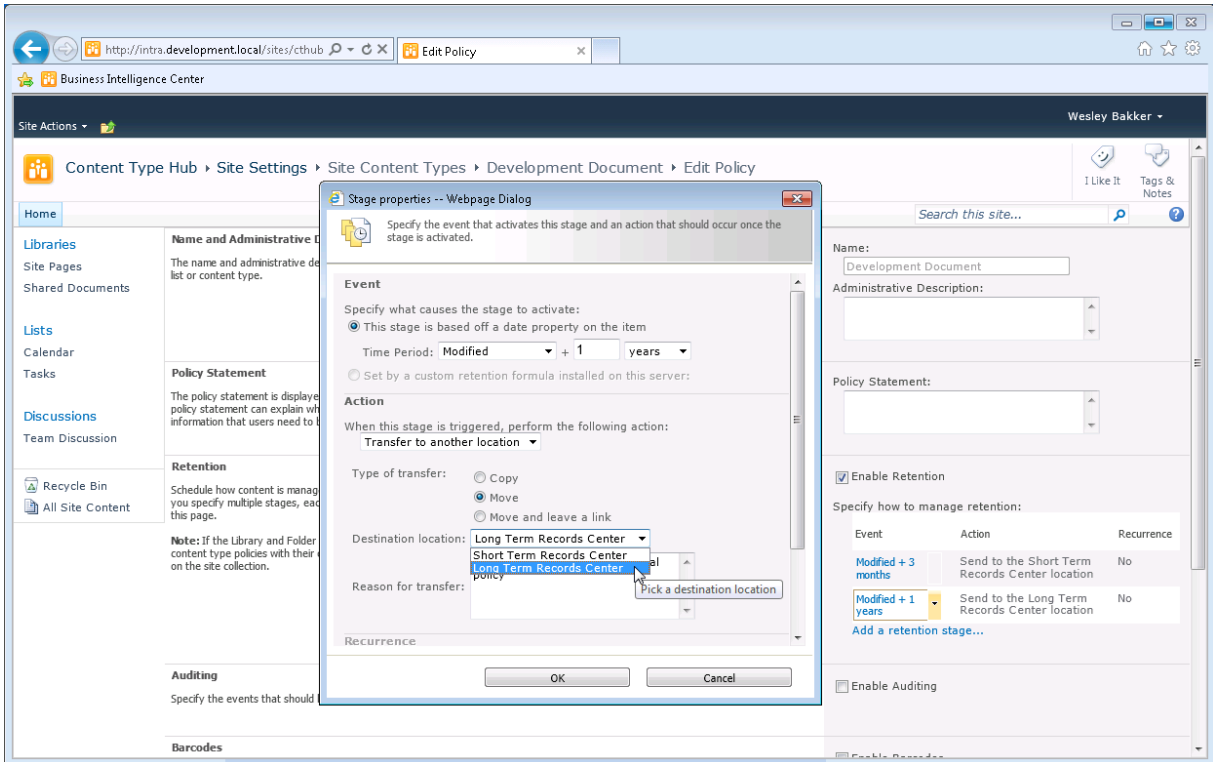 http://intra.development.local/sites/cthub
Edit Policy
Business Intelligence Center
Site Actions
Wesley Bakker
Content Type Hub ▸ Site Settings ▸ Site Content Types ▸ Development Document ▸ Edit Policy
I Like It
Tags &
Notes
Home
Search this site...
Libraries
Site Pages
Shared Documents
Lists
Calendar
Tasks
Discussions
Team Discussion
Recycle Bin
All Site Content
Name and Administrative D
The name and administrative de
list or content type.
Policy Statement
The policy statement is displaye
policy statement can explain wh
information that users need to b
Retention
Schedule how content is manag
you specify multiple stages, eac
this page.
Note: If the Library and Folder
content type policies with their
on the site collection.
Auditing
Specify the events that should
Barcodes
Stage properties -- Webpage Dialog
Specify the event that activates this stage and an action that should occur once the
stage is activated.
Event
Specify what causes the stage to activate:
This stage is based off a date property on the item
Time Period: Modified + 1 years
Set by a custom retention formula installed on this server:
Action
When this stage is triggered, perform the following action:
Transfer to another location
Type of transfer:
Copy
Move
Move and leave a link
Destination location: Long Term Records Center
Short Term Records Center
Long Term Records Center
al
policy
Reason for transfer:
Pick a destination location
Recurrence
OK
Cancel
Name:
Development Document
Administrative Description:
Policy Statement:
Enable Retention
Specify how to manage retention:
Event Action Recurrence
Modified + 3
months
Send to the Short Term
Records Center location
No
Modified + 1
years
Send to the Long Term
Records Center location
No
Add a retention stage...
Enable Auditing
Enable Barcodes